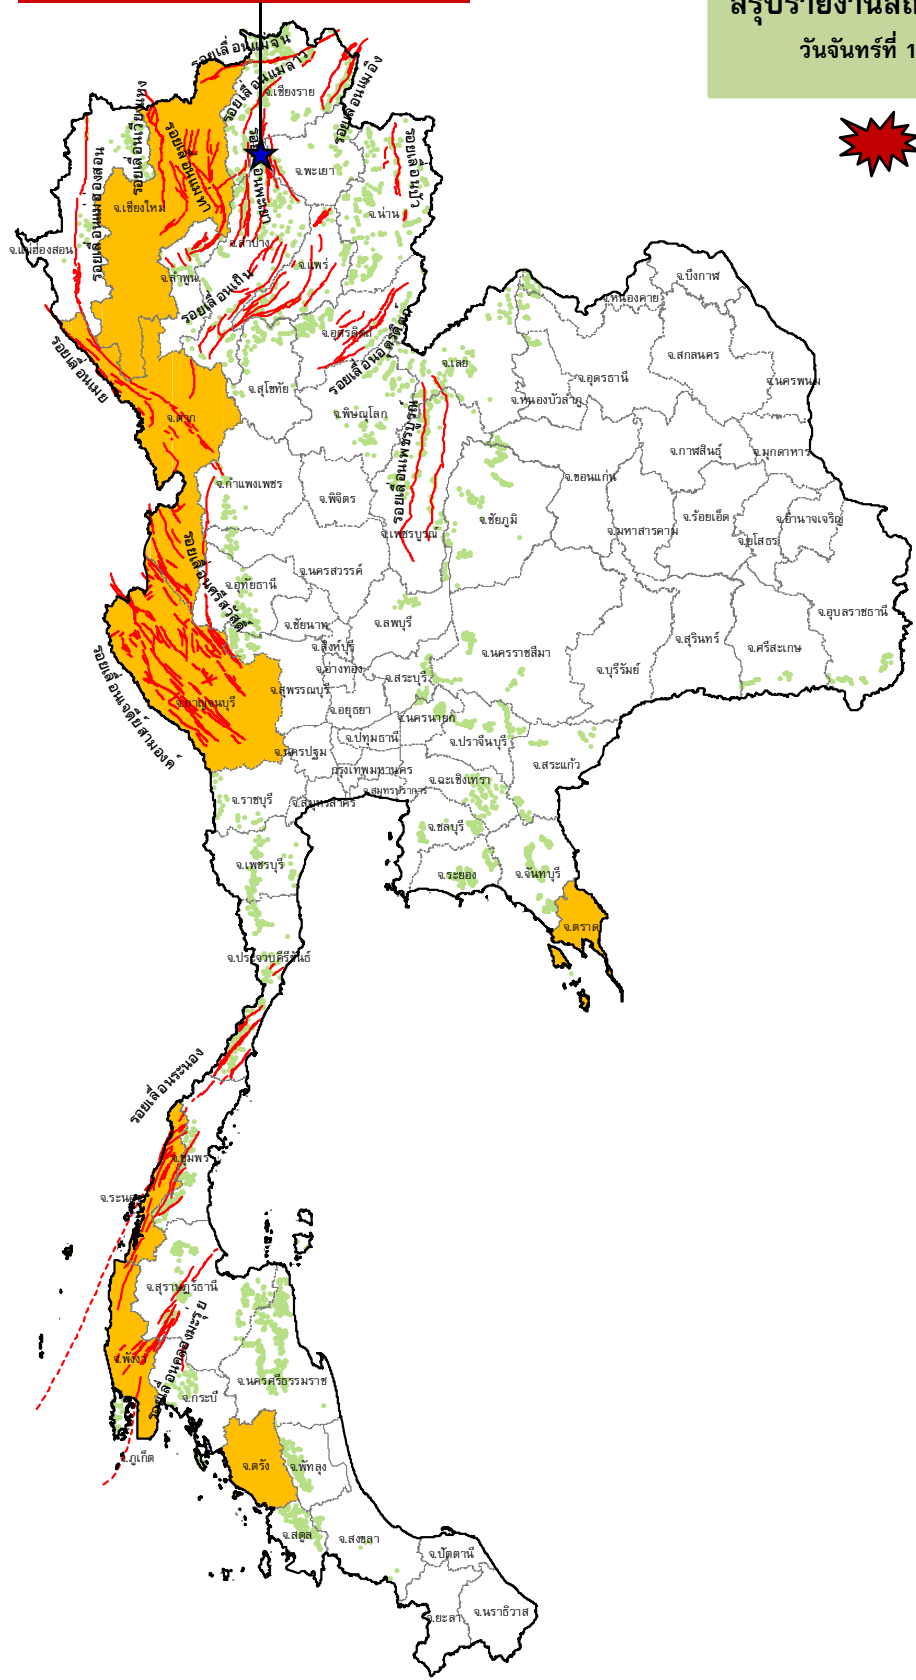 สรุปรายงานสถ
วันจันทร์ที่ 1
รอยเลื่อนแม่จัน
รอยเลื่อนแม่ลาว
รอยเลื่อนแม่อิง
จ.เชียงราย
รอยเลื่อนเวียงแหง
รอยเลื่อนแม่ทา
รอยเลื่อนพะเยา
รอยเลื่อนปัว
จ.พะเยา
จ.เชียงใหม่
จ.น่าน
รอยเลื่อนแม่ฮ่องสอน
จ.แม่ฮ่องสอน
จ.ลำปาง
จ.แพร่
จ.ลำพูน
รอยเลื่อนเถิน
จ.บึงกาฬ
จ.หนองคาย
จ.อุตรดิตถ์
รอยเลื่อนอุตรดิตถ์
รอยเลื่อนเมย
จ.เลย
จ.สกลนคร
จ.อุดรธานี
จ.นครพนม
จ.สุโขทัย
จ.หนองบัวลำภู
จ.ตาก
จ.พิษณุโลก
รอยเลื่อนเพชรบูรณ์
จ.กาฬสินธุ์
จ.มุกดาหาร
จ.ขอนแก่น
จ.กำแพงเพชร
จ.พิจิตร
จ.ชัยภูมิ
จ.ร้อยเอ็ด
จ.อำนาจเจริญ
จ.เพชรบูรณ์
จ.มหาสารคาม
จ.ยโสธร
รอยเลื่อนศรีสวัสดิ์
จ.นครสวรรค์
จ.อุทัยธานี
จ.อุบลราชธานี
จ.ชัยนาท
จ.ลพบุรี
จ.สุรินทร์
จ.สิงห์บุรี
จ.นครราชสีมา
จ.ศรีสะเกษ
จ.อ่างทอง
จ.สระบุรี
จ.บุรีรัมย์
จ.สุพรรณบุรี
รอยเลื่อนเจดีย์สามองค์
จ.กาญจนบุรี
จ.อยุธยา
จ.นครนายก
จ.ปทุมธานี
จ.ปราจีนบุรี
จ.นครปฐม
จ.สระแก้ว
กรุงเทพมหานคร
จ.ฉะเชิงเทรา
จ.สมุทรปราการ
จ.ราชบุรี
จ.สมุทรสาคร
จ.ชลบุรี
จ.เพชรบุรี
จ.ระยอง
จ.จันทบุรี
จ.ตราด
จ.ประจวบคีรีขันธ์
รอยเลื่อนระนอง
จ.ชุมพร
จ.สุราษฎร์ธานี
รอยเลื่อนคลองมะรุ่ย
จ.พังงา
จ.นครศรีธรรมราช
จ.กระบี่
จ.ภูเก็ต
จ.ตรัง
จ.พัทลุง
จ.สตูล
จ.สงขลา
จ.ปัตตานี
จ.ยะลา
จ.นราธิวาส